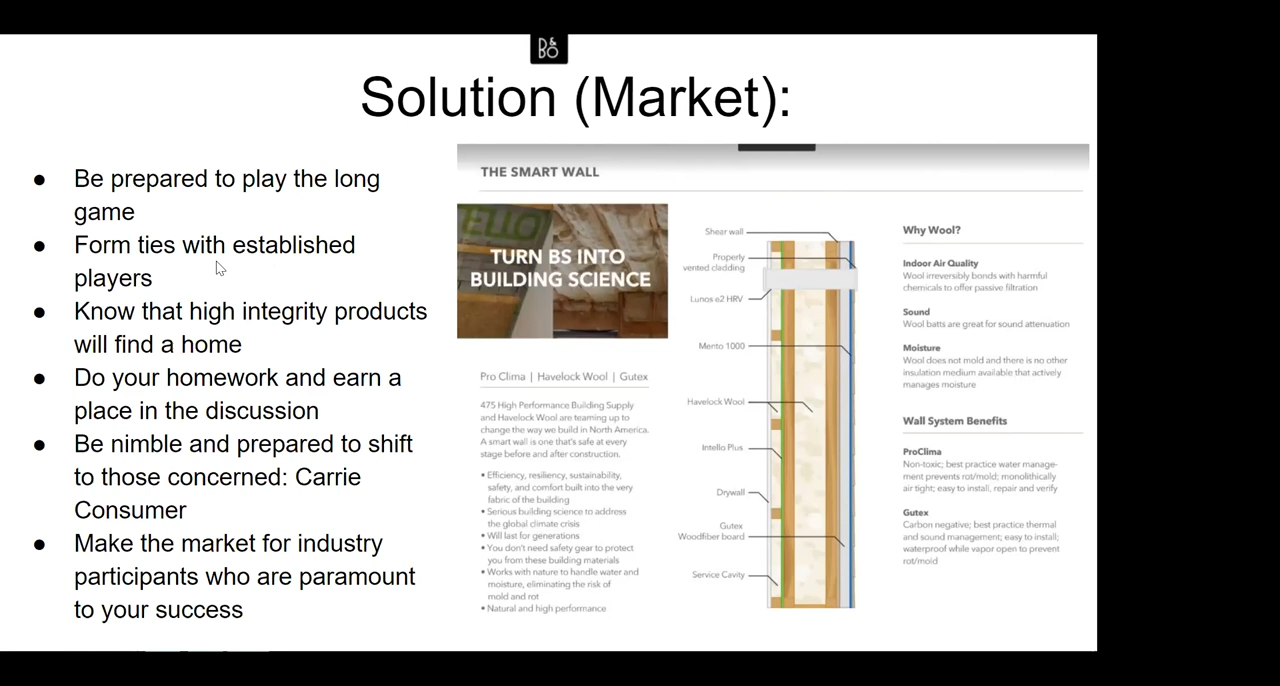 B&O
Solution (Market):
● Be prepared to play the long
game
● Form ties with established
players
● Know that high integrity products
will find a home
● Do your homework and earn a
place in the discussion
● Be nimble and prepared to shift
to those concerned: Carrie
Consumer
● Make the market for industry
participants who are paramount
to your success
THE SMART WALL
TELLO
TURN BS INTO
BUILDING SCIENCE
Pro Clima | Havelock Wool | Gutex
475 High Performance Building Supply
and Havelock Wool are teaming up to
change the way we build in North America.
A smart wall is one that's safe at every
stage before and after construction.
• Efficiency, resiliency, sustainability,
safety, and comfort built into the very
fabric of the building
• Serious building science to address
the global climate crisis
• Will last for generations
• You don't need safety gear to protect
you from these building materials
• Works with nature to handle water and
moisture, eliminating the risk of
mold and rot
• Natural and high performance
Shear wall
Properly
vented cladding
Lunos e2 HRV
Mento 1000
Havelock Wool
Intello Plus
Drywall
Gutex
Woodfiber board
Service Cavity
Why Wool?
Indoor Air Quality
Wool irreversibly bonds with harmful
chemicals to offer passive filtration
Sound
Wool batts are great for sound attenuation
Moisture
Wool does not mold and there is no other
insulation medium available that actively
manages moisture
Wall System Benefits
ProClima
Non-toxic; best practice water manage-
ment prevents rot/mold; monolithically
air tight; easy to install, repair and verify
Gutex
Carbon negative; best practice thermal
and sound management; easy to install;
waterproof while vapor open to prevent
rot/mold